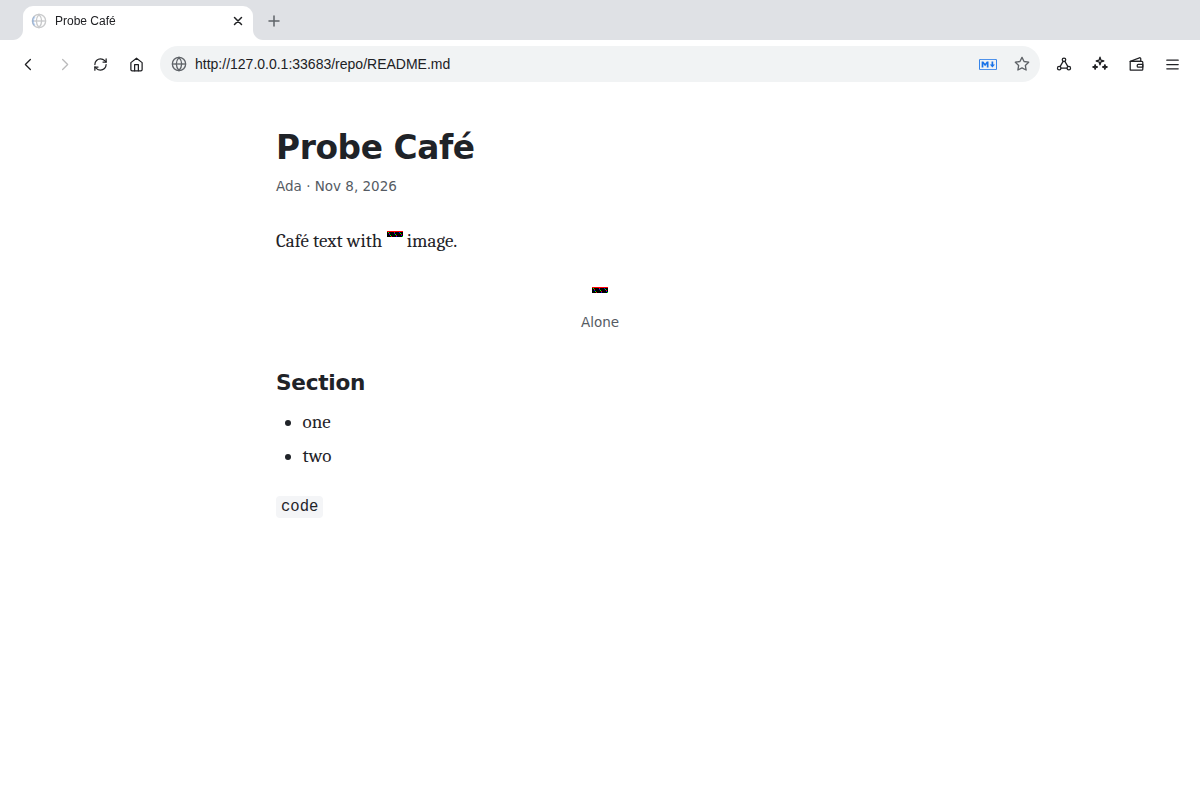 Probe Café
http://127.0.0.1:33683/repo/README.md
Probe Café
Ada · Nov 8, 2026
Café text with image.
Alone
Section
one
two
code